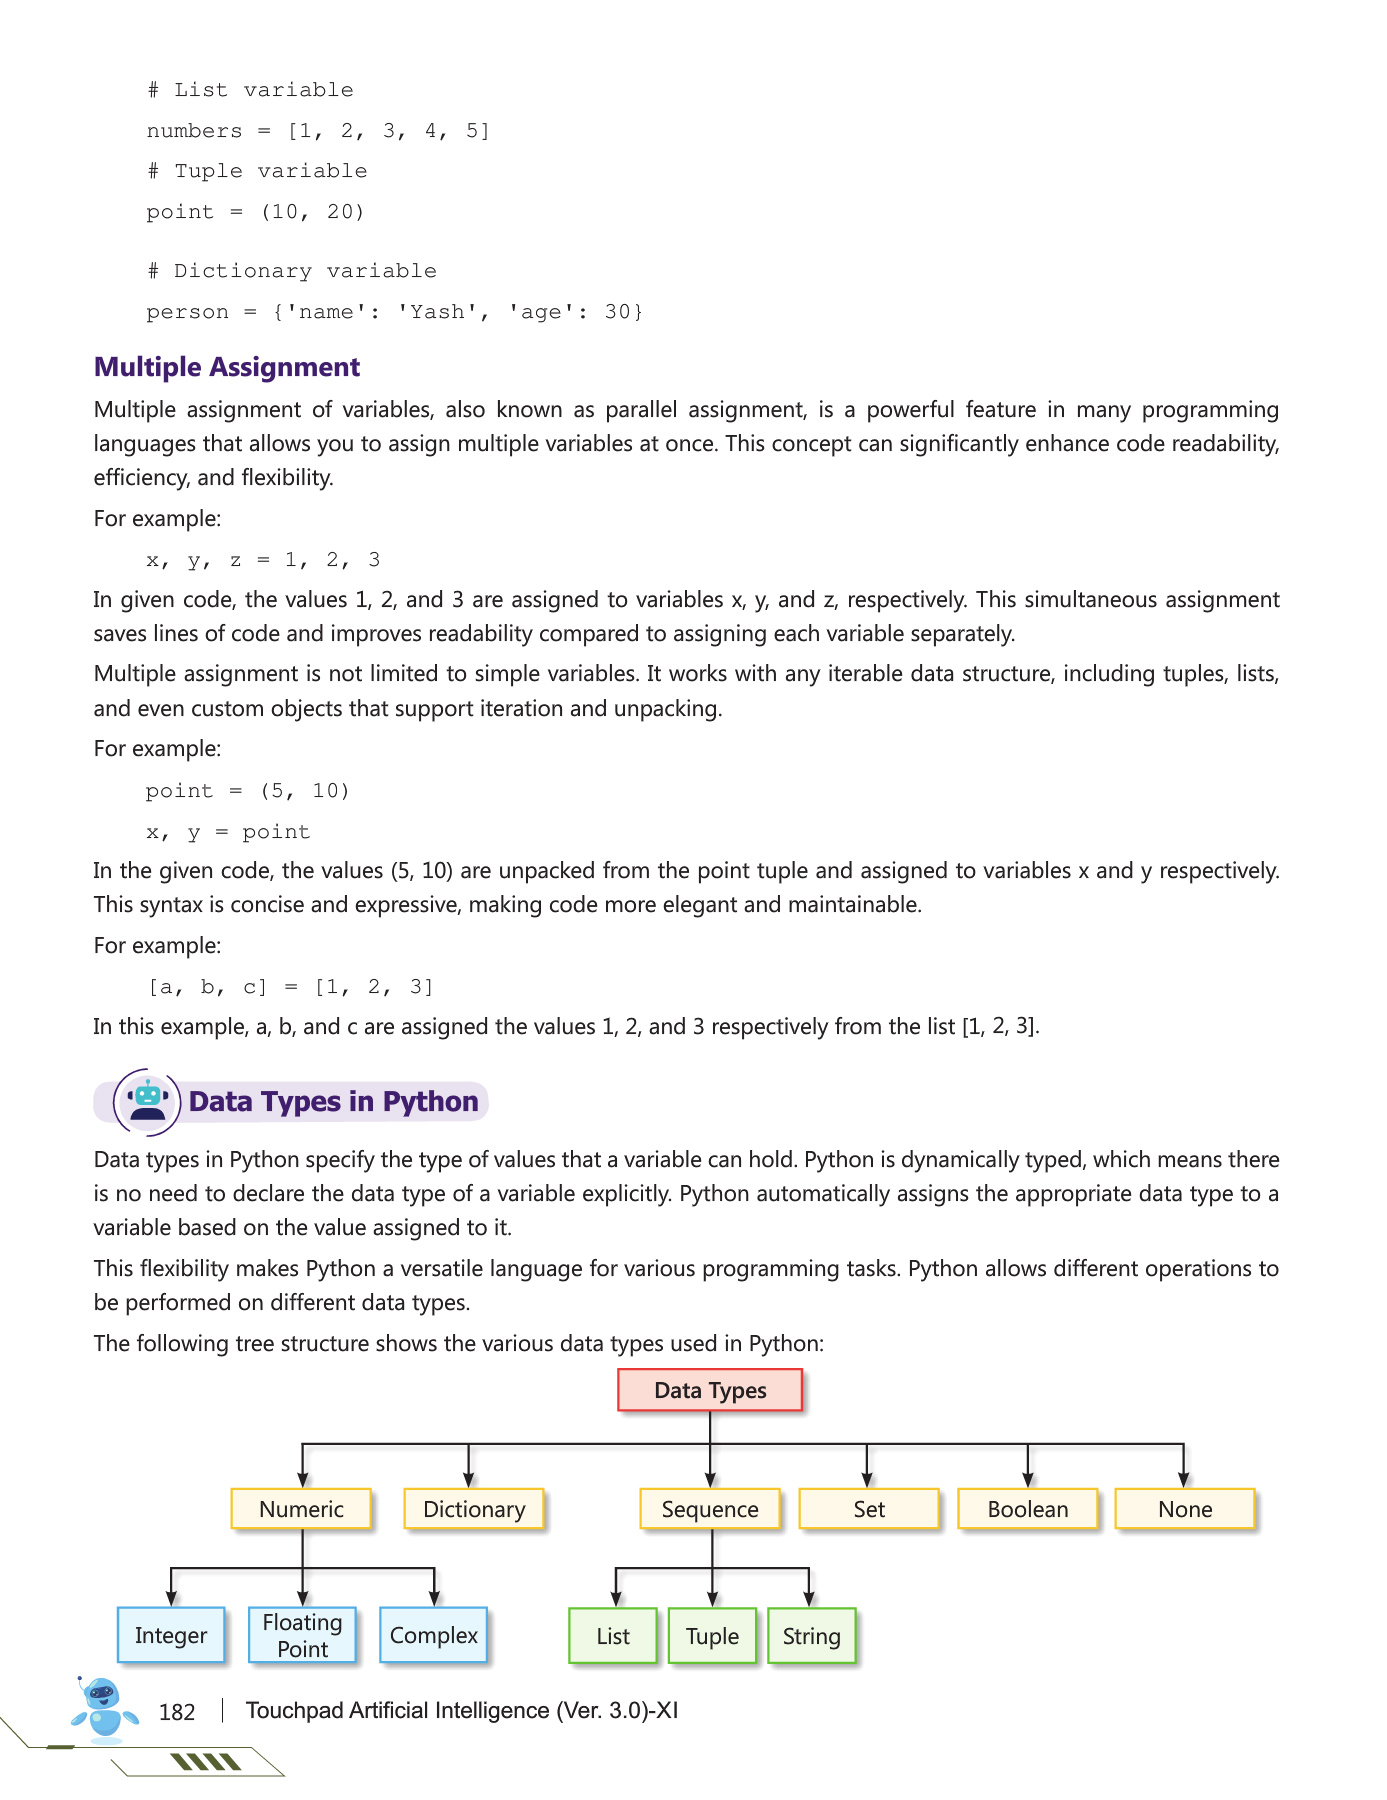 # List variable
numbers = [1, 2, 3, 4, 5]
# Tuple variable
point = (10, 20)
# Dictionary variable
person = {'name': 'Yash', 'age': 30}
Multiple Assignment
Multiple assignment of variables, also known as parallel assignment, is a powerful feature in many programming
languages that allows you to assign multiple variables at once. This concept can significantly enhance code readability,
efficiency, and flexibility.
For example:
x, y, z = 1, 2, 3
In given code, the values 1, 2, and 3 are assigned to variables x, y, and z, respectively. This simultaneous assignment
saves lines of code and improves readability compared to assigning each variable separately.
Multiple assignment is not limited to simple variables. It works with any iterable data structure, including tuples, lists,
and even custom objects that support iteration and unpacking.
For example:
point = (5, 10)
x, y = point
In the given code, the values (5, 10) are unpacked from the point tuple and assigned to variables x and y respectively.
This syntax is concise and expressive, making code more elegant and maintainable.
For example:
[a, b, c] = [1, 2, 3]
In this example, a, b, and c are assigned the values 1, 2, and 3 respectively from the list [1, 2, 3].
Data Types in Python
Data types in Python specify the type of values that a variable can hold. Python is dynamically typed, which means there
is no need to declare the data type of a variable explicitly. Python automatically assigns the appropriate data type to a
variable based on the value assigned to it.
This flexibility makes Python a versatile language for various programming tasks. Python allows different operations to
be performed on different data types.
The following tree structure shows the various data types used in Python:
Data Types
Numeric Dictionary Sequence Set Boolean None
Integer Floating Point Complex List Tuple String
182 Touchpad Artificial Intelligence (Ver. 3.0)-XI